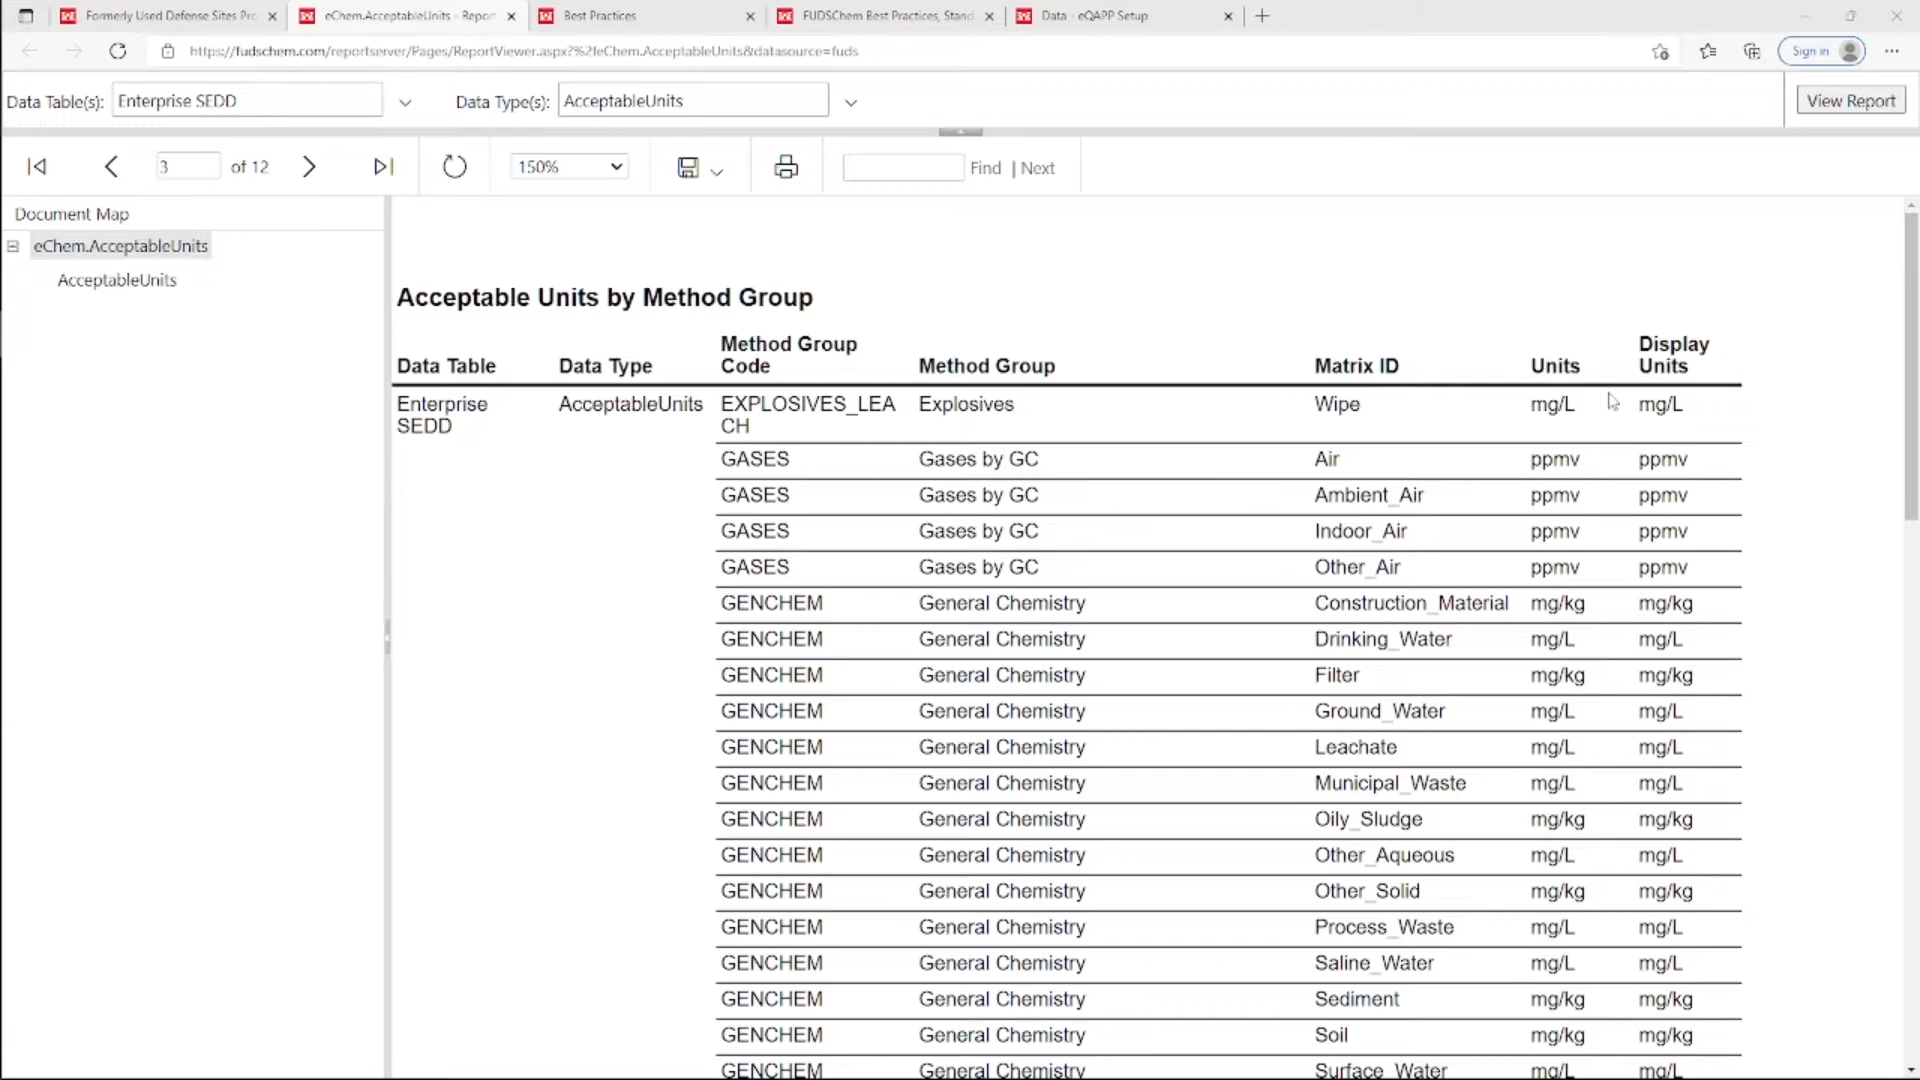 Formerly Used Defense Sites Pro
eChem.AcceptableUnits - Report
Best Practices
FUDSChem Best Practices, Stand
Data - eQAPP Setup
https://fudschem.com/reportserver/Pages/ReportViewer.aspx?%2feChem.AcceptableUnits&datasource=fuds
Sign in
Data Table(s): Enterprise SEDD
Data Type(s): AcceptableUnits
View Report
3 of 12
150%
Find | Next
Document Map
eChem.AcceptableUnits
AcceptableUnits
Acceptable Units by Method Group
Data Table Data Type Method Group Code Method Group Matrix ID Units Display Units
Enterprise SEDD AcceptableUnits EXPLOSIVES_LEACH Explosives Wipe mg/L mg/L
GASES Gases by GC Air ppmv ppmv
GASES Gases by GC Ambient_Air ppmv ppmv
GASES Gases by GC Indoor_Air ppmv ppmv
GASES Gases by GC Other_Air ppmv ppmv
GENCHEM General Chemistry Construction_Material mg/kg mg/kg
GENCHEM General Chemistry Drinking_Water mg/L mg/L
GENCHEM General Chemistry Filter mg/kg mg/kg
GENCHEM General Chemistry Ground_Water mg/L mg/L
GENCHEM General Chemistry Leachate mg/L mg/L
GENCHEM General Chemistry Municipal_Waste mg/L mg/L
GENCHEM General Chemistry Oily_Sludge mg/kg mg/kg
GENCHEM General Chemistry Other_Aqueous mg/L mg/L
GENCHEM General Chemistry Other_Solid mg/kg mg/kg
GENCHEM General Chemistry Process_Waste mg/L mg/L
GENCHEM General Chemistry Saline_Water mg/L mg/L
GENCHEM General Chemistry Sediment mg/kg mg/kg
GENCHEM General Chemistry Soil mg/kg mg/kg
GENCHEM General Chemistry Surface_Water mg/L mg/L